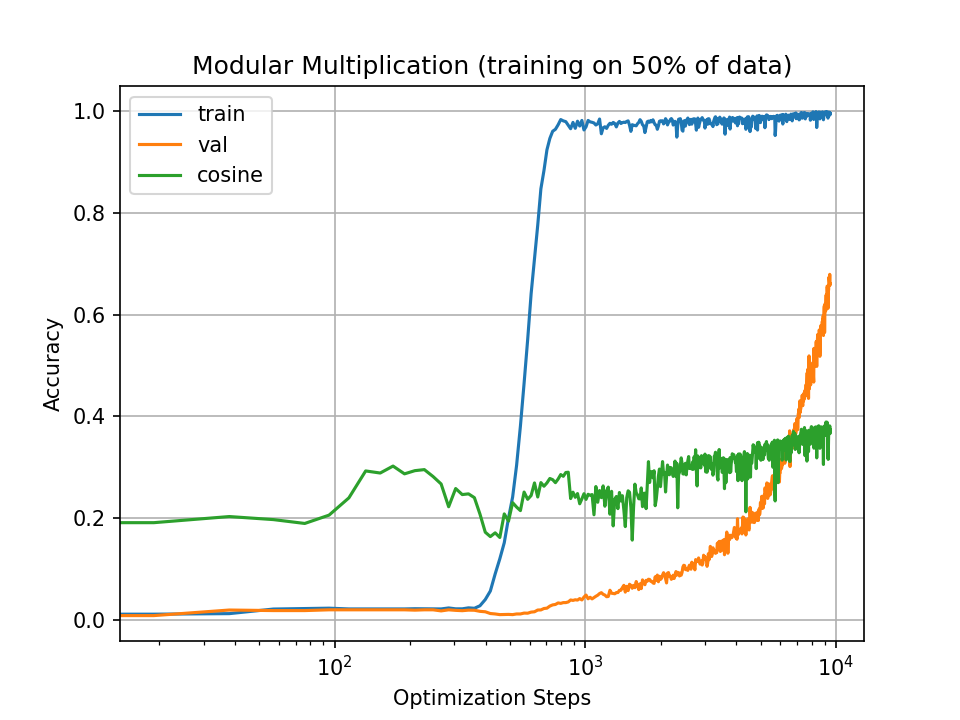 Modular Multiplication (training on 50% of data)
train
val
cosine
1.0
0.8
0.6
0.4
0.2
0.0
Accuracy
10² 10³ 10⁴
Optimization Steps